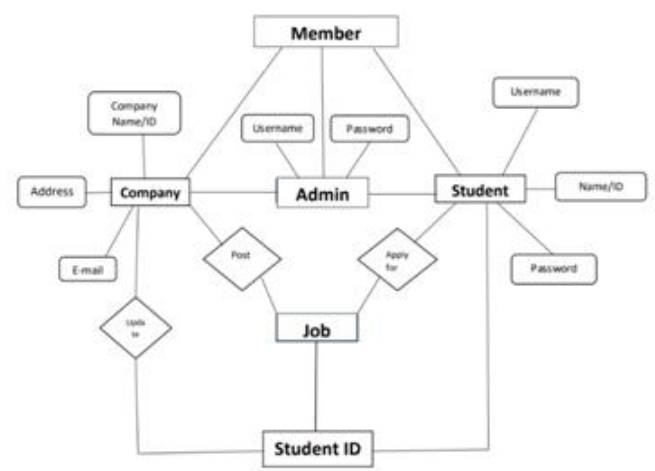 Member
Username
Company
Name/ID
Username
Password
Address
Company
Admin
Student
Name/ID
Post
Apply
for
E-mail
Password
Upda
te
Job
Student ID